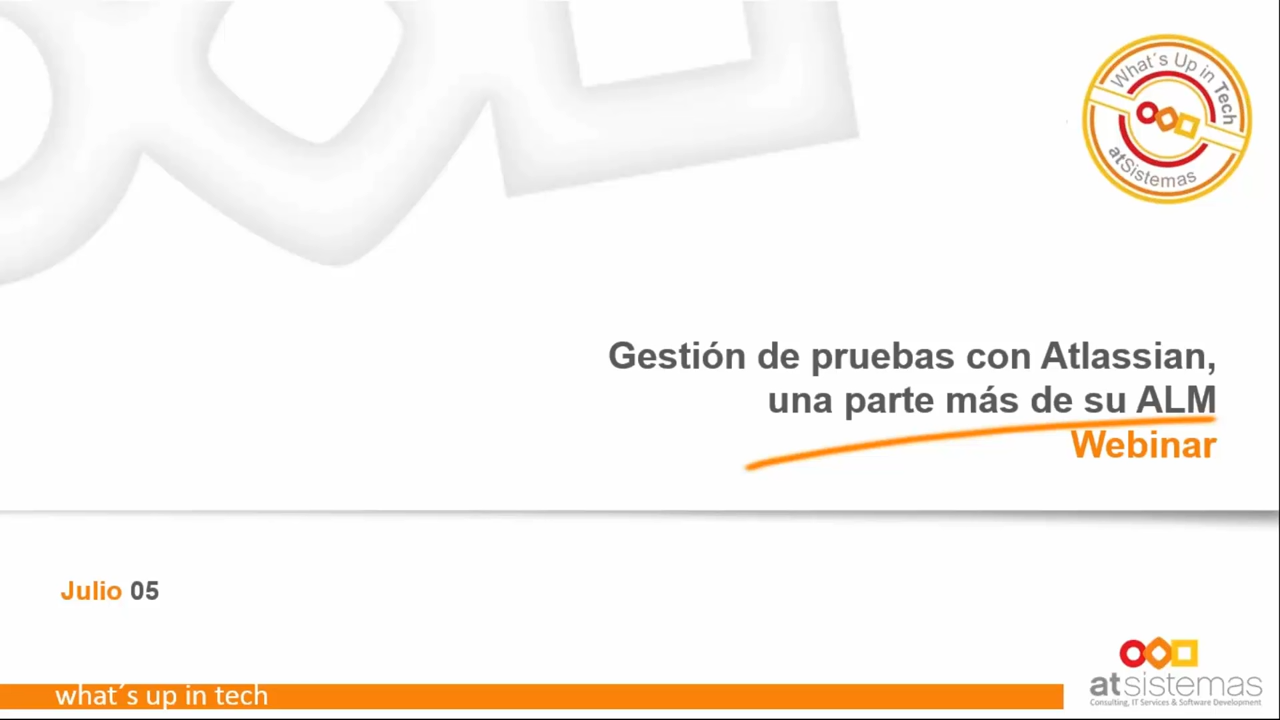 What´s Up in Tech
atSistemas
Gestión de pruebas con Atlassian,
una parte más de su ALM
Webinar
Julio 05
what´s up in tech
atsistemas
Consulting, IT Services & Software Development